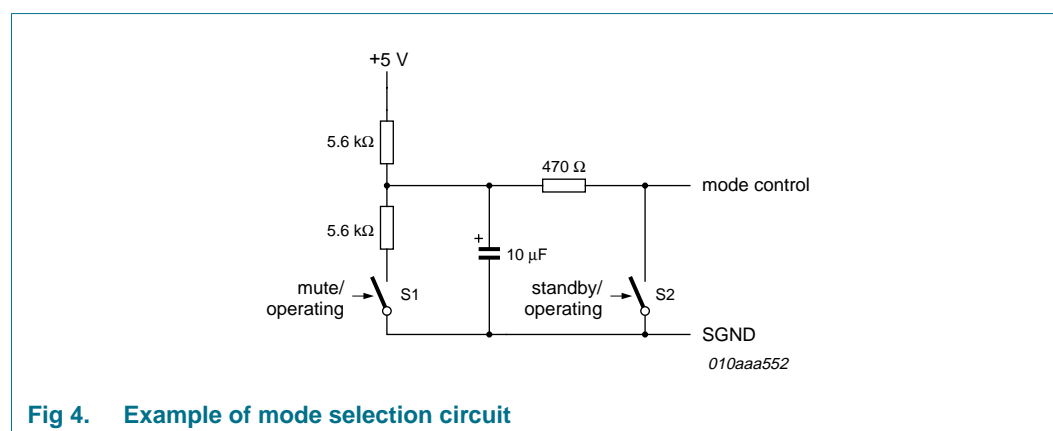 +5 V
5.6 kΩ
470 Ω
mode control
5.6 kΩ
+
10 μF
mute/
operating
S1
standby/
operating
S2
SGND
010aaa552
Fig 4. Example of mode selection circuit